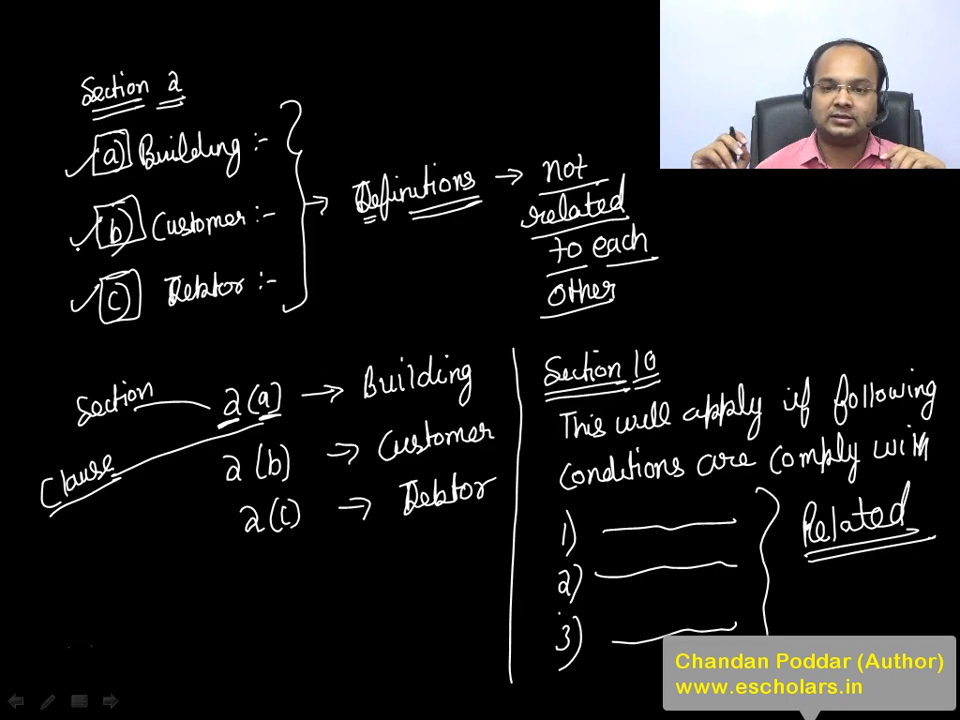 Section 2
a) Building :-
b) Customer :-
c) Debtor :-
Definitions → not
related
to each
other
Section 2(a) → Building
Clause
2(b) → Customer
2(c) → Debtor
Section 10
This will apply if following
conditions are comply with
1)
2)
3)
Related
Chandan Poddar (Author)
www.escholars.in